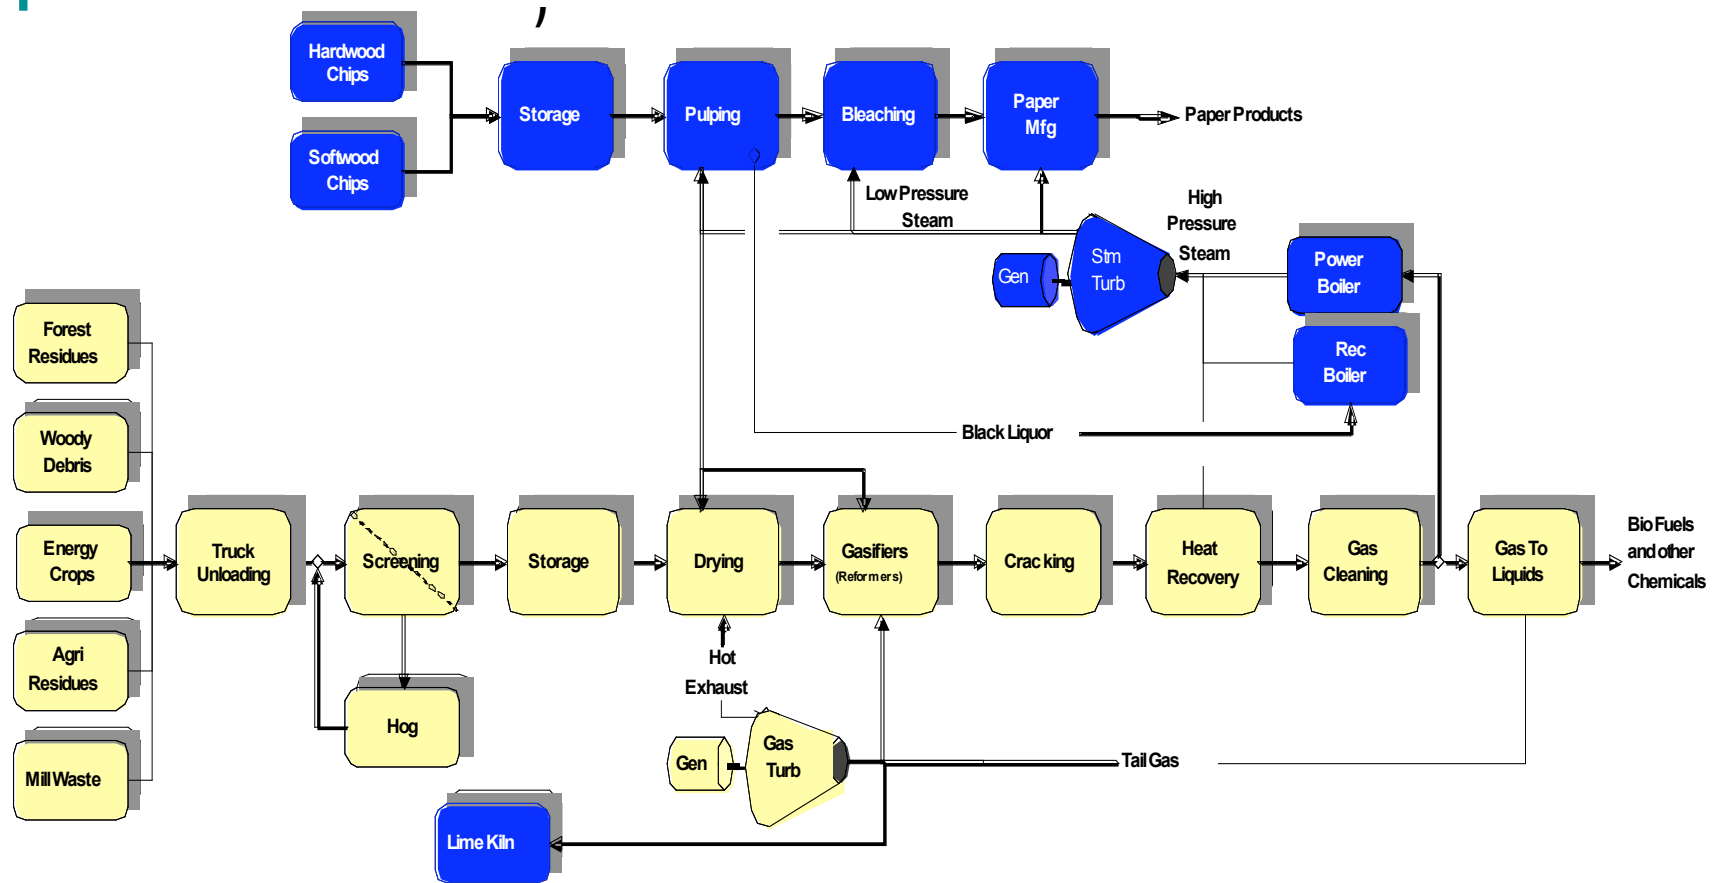 ,
Hardwood
Chips
Softwood
Chips
Storage
Pulping
Bleaching
Paper
Mfg
Paper Products
Low Pressure
Steam
High
Pressure
Steam
Gen
Stm
Turb
Power
Boiler
Rec
Boiler
Black Liquor
Forest
Residues
Woody
Debris
Energy
Crops
Agri
Residues
Mill Waste
Truck
Unloading
Screening
Hog
Storage
Drying
Gasifiers
(Reformers)
Cracking
Heat
Recovery
Gas
Cleaning
Gas To
Liquids
Bio Fuels
and other
Chemicals
Hot
Exhaust
Gen
Gas
Turb
Tail Gas
Lime Kiln